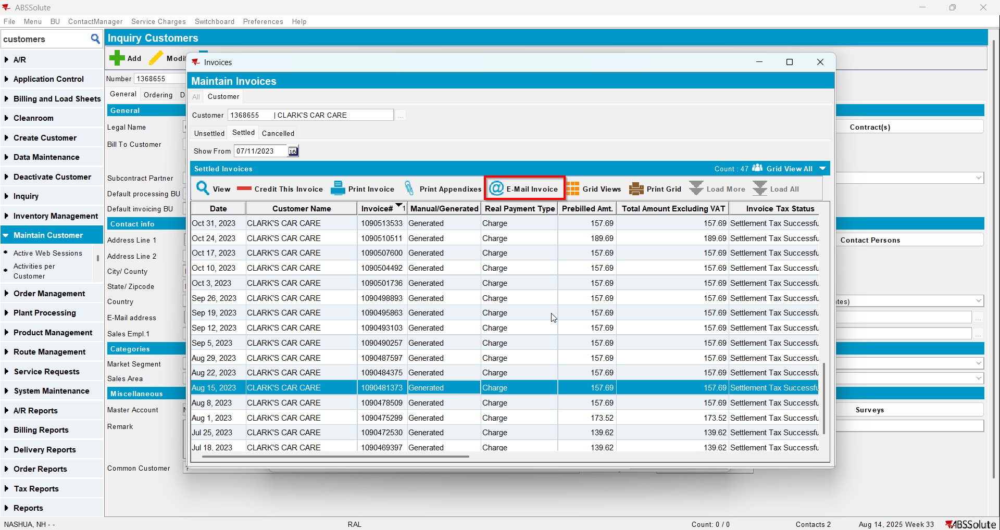 ABSSolute
File Menu BU ContactManager Service Charges Switchboard Preferences Help
customers
A/R
Application Control
Billing and Load Sheets
Cleanroom
Create Customer
Data Maintenance
Deactivate Customer
Inquiry
Inventory Management
Maintain Customer
Active Web Sessions
Activities per
Customer
Order Management
Plant Processing
Product Management
Route Management
Service Requests
System Maintenance
A/R Reports
Billing Reports
Delivery Reports
Order Reports
Tax Reports
Reports
Inquiry Customers
Add
Number 1368655
General Ordering
General
Legal Name
Bill To Customer
Subcontract Partner
Default processing BU
Default invoicing BU
Contact info
Address Line 1
Address Line 2
City/ County
State/ Zipcode
Country
E-Mail address
Sales Empl.1
Categories
Market Segment
Sales Area
Miscellaneous
Master Account
Remark
Common Customer
Invoices
Maintain Invoices
All Customer
Customer 1368655 | CLARK'S CAR CARE ...
Unsettled Settled Cancelled
Show From 07/11/2023 16
Settled Invoices Count : 47 Grid View All
View Credit This Invoice Print Invoice Print Appendixes @ E-Mail Invoice Grid Views Print Grid Load More Load All
Date Customer Name Invoice# 1 Manual/Generated Real Payment Type Prebilled Amt. Total Amount Excluding VAT Invoice Tax Status
Oct 31, 2023 CLARK'S CAR CARE 1090513533 Generated Charge 157.69 157.69 Settlement Tax Successfu
Oct 24, 2023 CLARK'S CAR CARE 1090510511 Generated Charge 189.69 189.69 Settlement Tax Successfu
Oct 17, 2023 CLARK'S CAR CARE 1090507600 Generated Charge 157.69 157.69 Settlement Tax Successfu
Oct 10, 2023 CLARK'S CAR CARE 1090504492 Generated Charge 157.69 157.69 Settlement Tax Successfu
Oct 3, 2023 CLARK'S CAR CARE 1090501736 Generated Charge 157.69 157.69 Settlement Tax Successfu
Sep 26, 2023 CLARK'S CAR CARE 1090498893 Generated Charge 157.69 157.69 Settlement Tax Successfu
Sep 19, 2023 CLARK'S CAR CARE 1090495863 Generated Charge 157.69 157.69 Settlement Tax Successfu
Sep 12, 2023 CLARK'S CAR CARE 1090493103 Generated Charge 157.69 157.69 Settlement Tax Successfu
Sep 5, 2023 CLARK'S CAR CARE 1090490257 Generated Charge 157.69 157.69 Settlement Tax Successfu
Aug 29, 2023 CLARK'S CAR CARE 1090487597 Generated Charge 157.69 157.69 Settlement Tax Successfu
Aug 22, 2023 CLARK'S CAR CARE 1090484375 Generated Charge 157.69 157.69 Settlement Tax Successfu
Aug 15, 2023 CLARK'S CAR CARE 1090481373 Generated Charge 157.69 157.69 Settlement Tax Successfu
Aug 8, 2023 CLARK'S CAR CARE 1090478509 Generated Charge 157.69 157.69 Settlement Tax Successfu
Aug 1, 2023 CLARK'S CAR CARE 1090475299 Generated Charge 173.52 173.52 Settlement Tax Successfu
Jul 25, 2023 CLARK'S CAR CARE 1090472530 Generated Charge 139.62 139.62 Settlement Tax Successfu
Jul 18, 2023 CLARK'S CAR CARE 1090469397 Generated Charge 139.62 139.62 Settlement Tax Successfu
Contract(s)
Contact Persons
tes)
...
...
Surveys
NASHUA, NH - - RAL Count: 0 / 0 Contacts 2 Aug 14, 2025 Week 33 ABSSolute